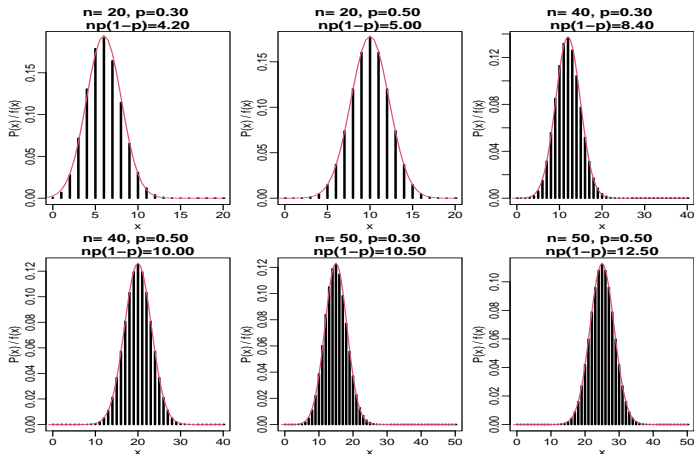 n= 20, p=0.30
np(1−p)=4.20
P(x) / f(x)
0.00 0.05 0.10 0.15
0 5 10 15 20
x
n= 20, p=0.50
np(1−p)=5.00
P(x) / f(x)
0.00 0.05 0.10 0.15
0 5 10 15 20
x
n= 40, p=0.30
np(1−p)=8.40
P(x) / f(x)
0.00 0.04 0.08 0.12
0 10 20 30 40
x
n= 40, p=0.50
np(1−p)=10.00
P(x) / f(x)
0.00 0.02 0.04 0.06 0.08 0.10 0.12
0 10 20 30 40
x
n= 50, p=0.30
np(1−p)=10.50
P(x) / f(x)
0.00 0.02 0.04 0.06 0.08 0.10 0.12
0 10 20 30 40 50
x
n= 50, p=0.50
np(1−p)=12.50
P(x) / f(x)
0.00 0.02 0.04 0.06 0.08 0.10
0 10 20 30 40 50
x